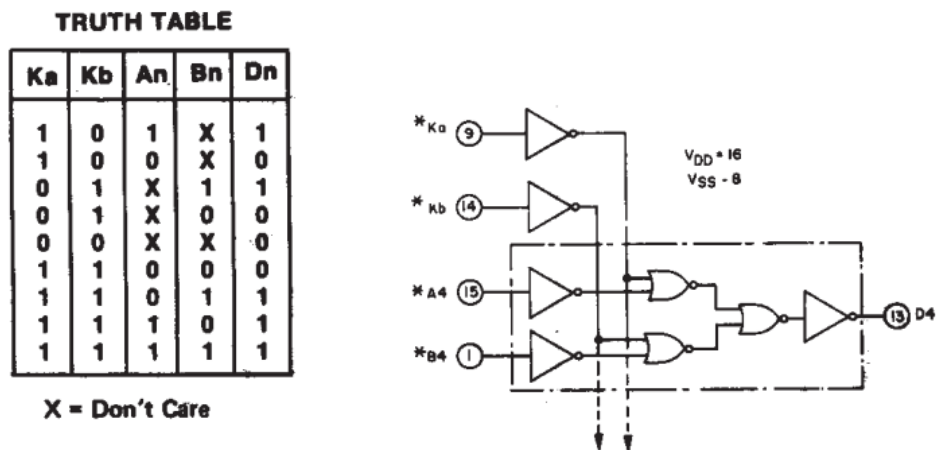 TRUTH TABLE
Ka Kb An Bn Dn
1 0 1 X 1
1 0 0 X 0
0 1 X 1 1
0 1 X 0 0
0 0 X X 0
1 1 0 0 0
1 1 0 1 1
1 1 1 0 1
1 1 1 1 1
X = Don't Care
*Ka 9
VDD = 16
VSS - 8
*Kb 14
*A4 15
13 D4
*B4 1